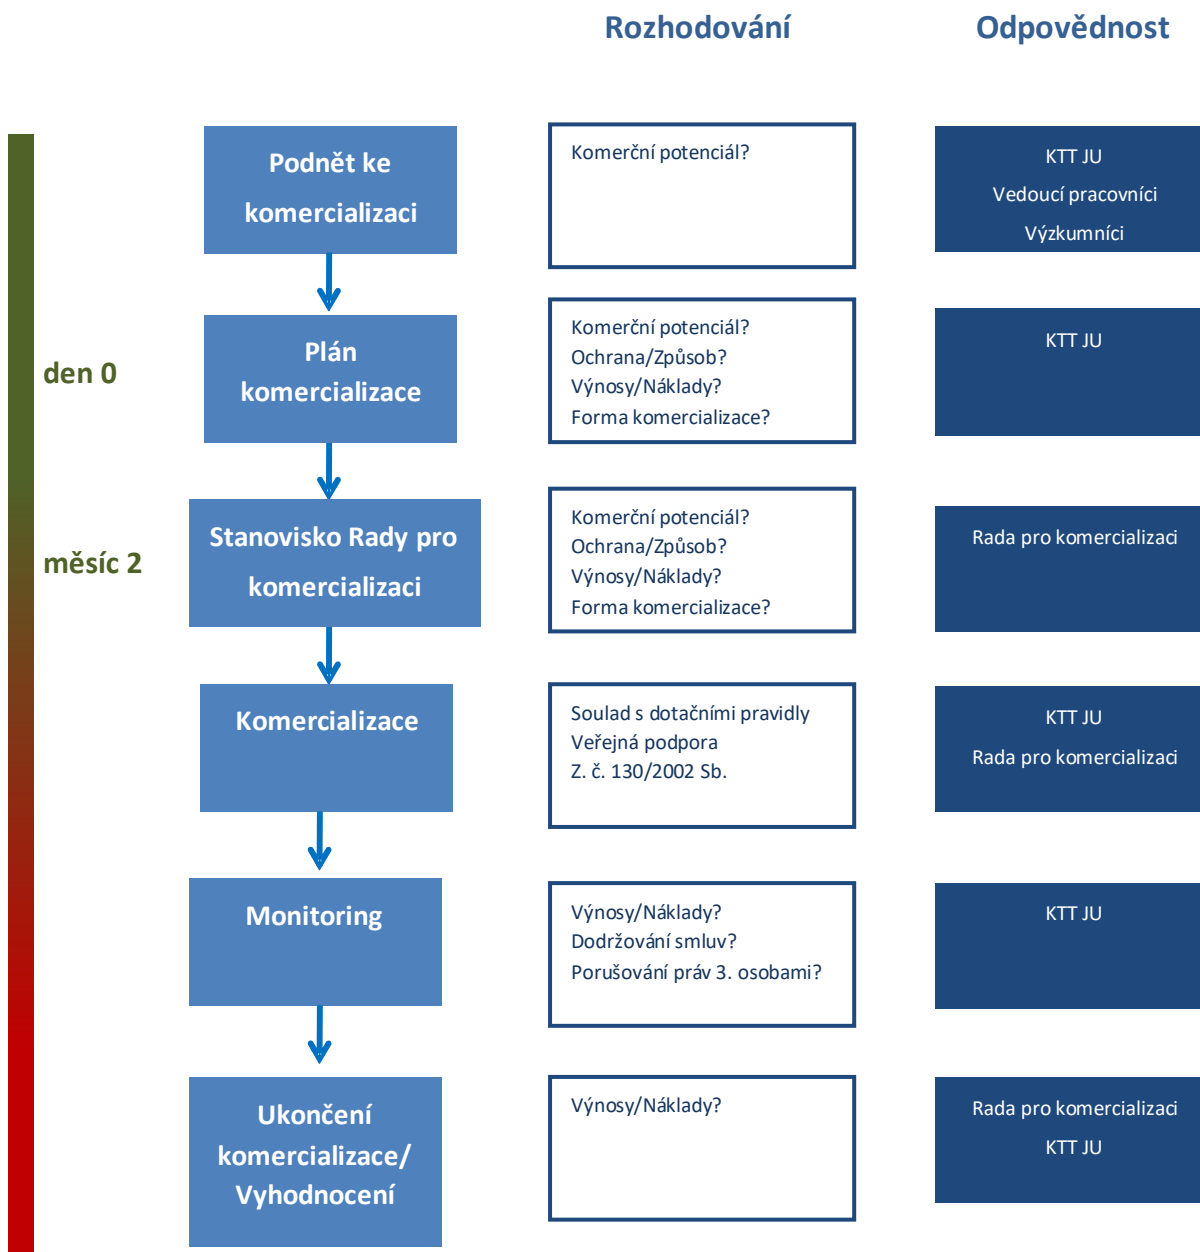 Rozhodování
Odpovědnost
Podnět ke
komercializaci
Komerční potenciál?
KTT JU
Vedoucí pracovníci
Výzkumníci
den 0
Plán
komercializace
Komerční potenciál?
Ochrana/Způsob?
Výnosy/Náklady?
Forma komercializace?
KTT JU
měsíc 2
Stanovisko Rady pro
komercializaci
Komerční potenciál?
Ochrana/Způsob?
Výnosy/Náklady?
Forma komercializace?
Rada pro komercializaci
Komercializace
Soulad s dotačními pravidly
Veřejná podpora
Z. č. 130/2002 Sb.
KTT JU
Rada pro komercializaci
Monitoring
Výnosy/Náklady?
Dodržování smluv?
Porušování práv 3. osobami?
KTT JU
Ukončení
komercializace/
Vyhodnocení
Výnosy/Náklady?
Rada pro komercializaci
KTT JU